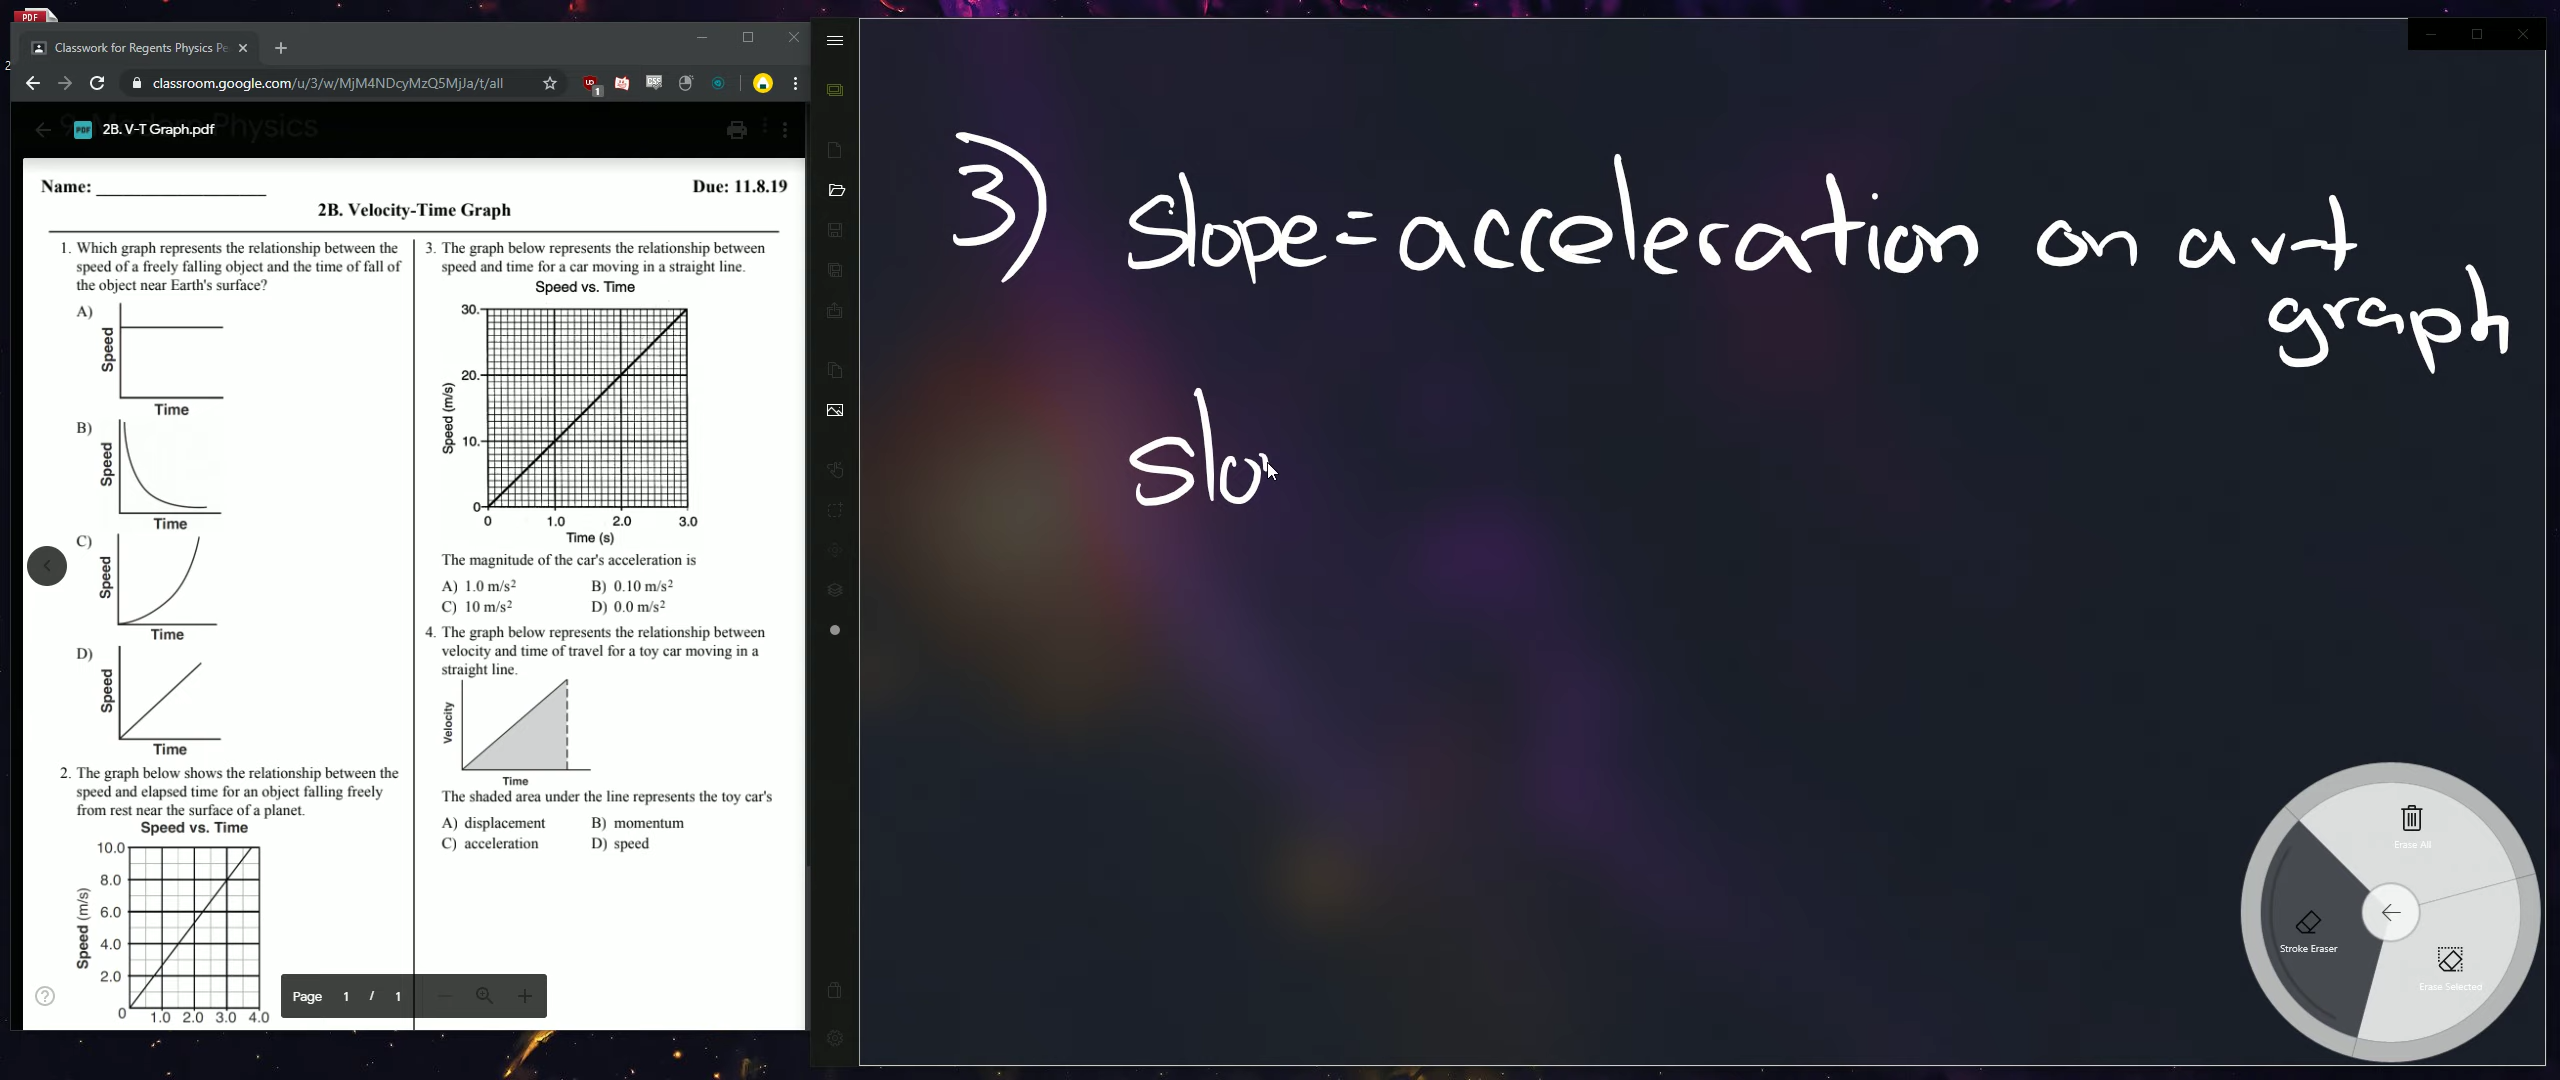 PDF
Classwork for Regents Physics Pe
classroom.google.com/u/3/w/MjM4NDcyMzQ5MjJa/t/all
1
Physics
PDF 2B. V-T Graph.pdf
Name: ____________________ Due: 11.8.19
2B. Velocity-Time Graph
1. Which graph represents the relationship between the
speed of a freely falling object and the time of fall of
the object near Earth's surface?
A)
Speed
Time
B)
Speed
Time
C)
Speed
Time
D)
Speed
Time
2. The graph below shows the relationship between the
speed and elapsed time for an object falling freely
from rest near the surface of a planet.
Speed vs. Time
Speed (m/s)
10.0
8.0
6.0
4.0
2.0
0
1.0 2.0 3.0 4.0
3. The graph below represents the relationship between
speed and time for a car moving in a straight line.
Speed vs. Time
Speed (m/s)
30.
20.
10.
0
0 1.0 2.0 3.0
Time (s)
The magnitude of the car's acceleration is
A) 1.0 m/s² B) 0.10 m/s²
C) 10 m/s² D) 0.0 m/s²
4. The graph below represents the relationship between
velocity and time of travel for a toy car moving in a
straight line.
Velocity
Time
The shaded area under the line represents the toy car's
A) displacement B) momentum
C) acceleration D) speed
Page 1 / 1
3) Slope = acceleration on a v-t
graph
Slo
Erase All
Stroke Eraser
Erase Selected